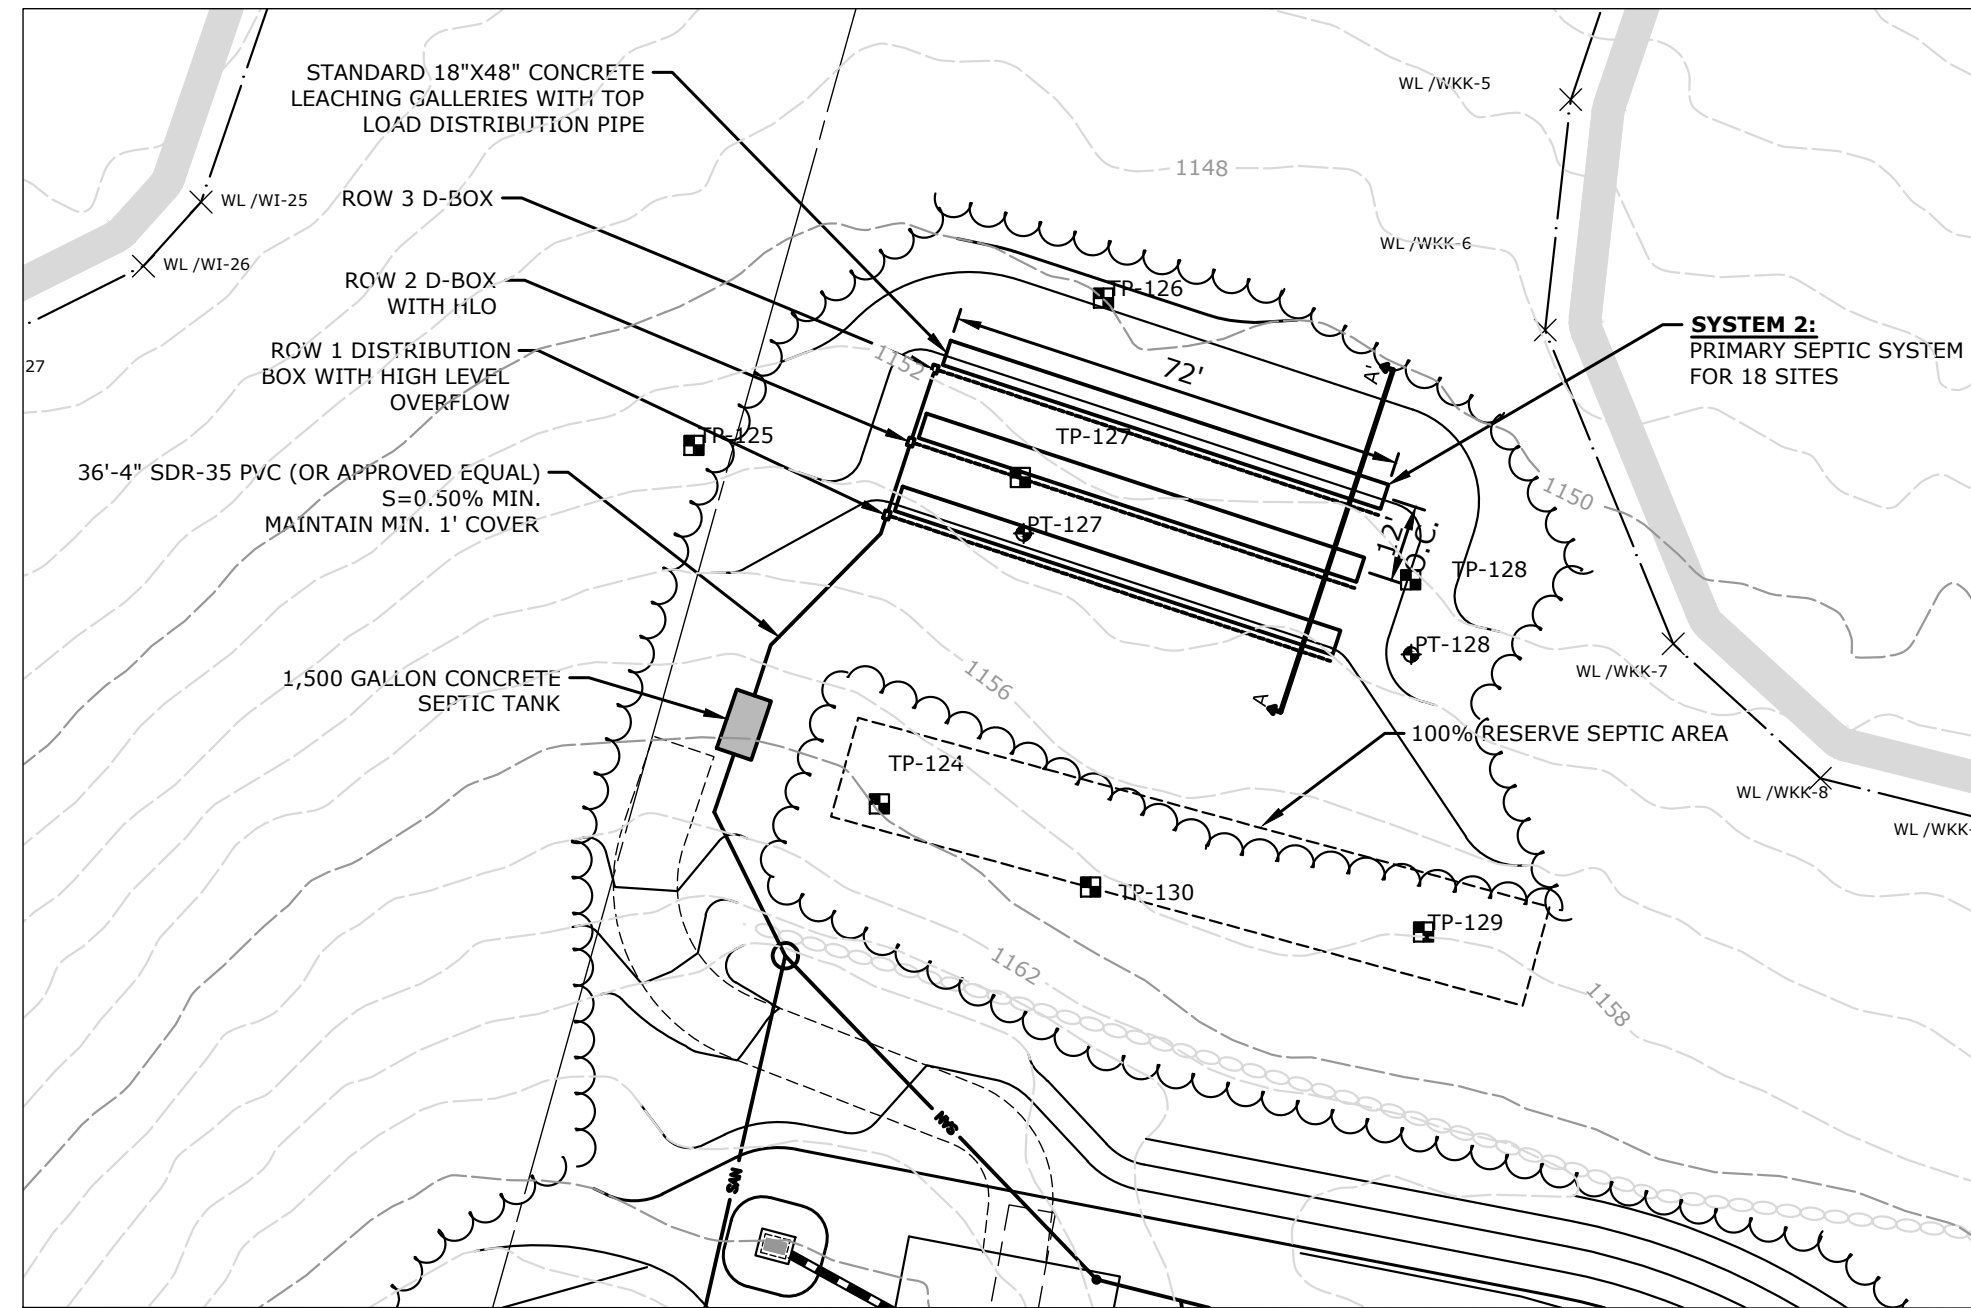 STANDARD 18"X48" CONCRETE
LEACHING GALLERIES WITH TOP
LOAD DISTRIBUTION PIPE
WL /WKK-5
1148
WL /WI-25
ROW 3 D-BOX
WL /WKK-6
WL /WI-26
ROW 2 D-BOX
WITH HLO
TP-126
SYSTEM 2:
PRIMARY SEPTIC SYSTEM
FOR 18 SITES
ROW 1 DISTRIBUTION
BOX WITH HIGH LEVEL
OVERFLOW
27
1152
72'
A'
TP-125
TP-127
36'-4" SDR-35 PVC (OR APPROVED EQUAL)
S=0.50% MIN.
MAINTAIN MIN. 1' COVER
1150
PT-127
12'
O.C.
TP-128
PT-128
WL /WKK-7
1,500 GALLON CONCRETE
SEPTIC TANK
1156
A
100% RESERVE SEPTIC AREA
TP-124
WL /WKK-8
WL /WKK-
TP-130
TP-129
1162
1158
SAN
SAN